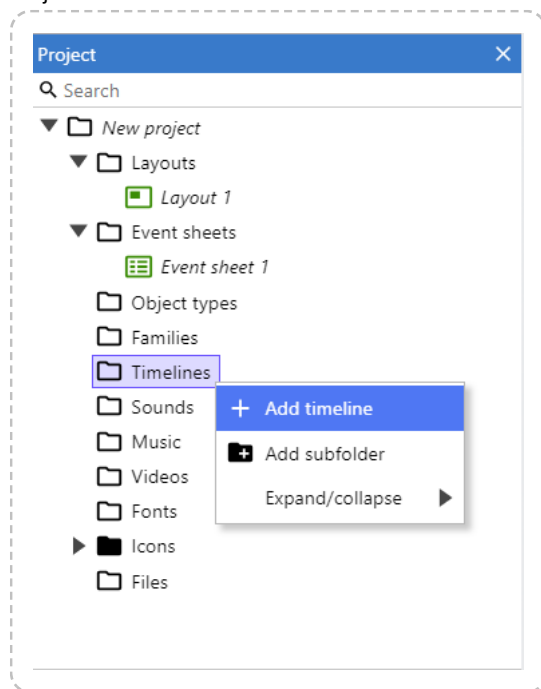 Project
Search
New project
Layouts
Layout 1
Event sheets
Event sheet 1
Object types
Families
Timelines
Sounds
+ Add timeline
Music
Add subfolder
Videos
Expand/collapse
Fonts
Icons
Files